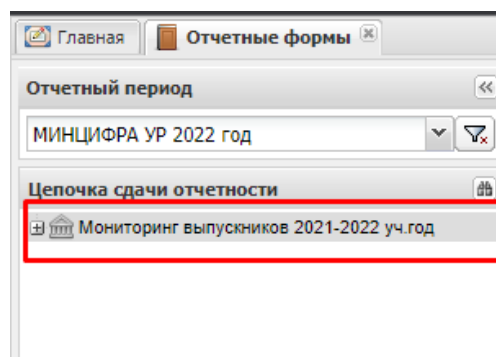 Главная
Отчетные формы
Отчетный период
МИНЦИФРА УР 2022 год
Цепочка сдачи отчетности
Мониторинг выпускников 2021-2022 уч.год